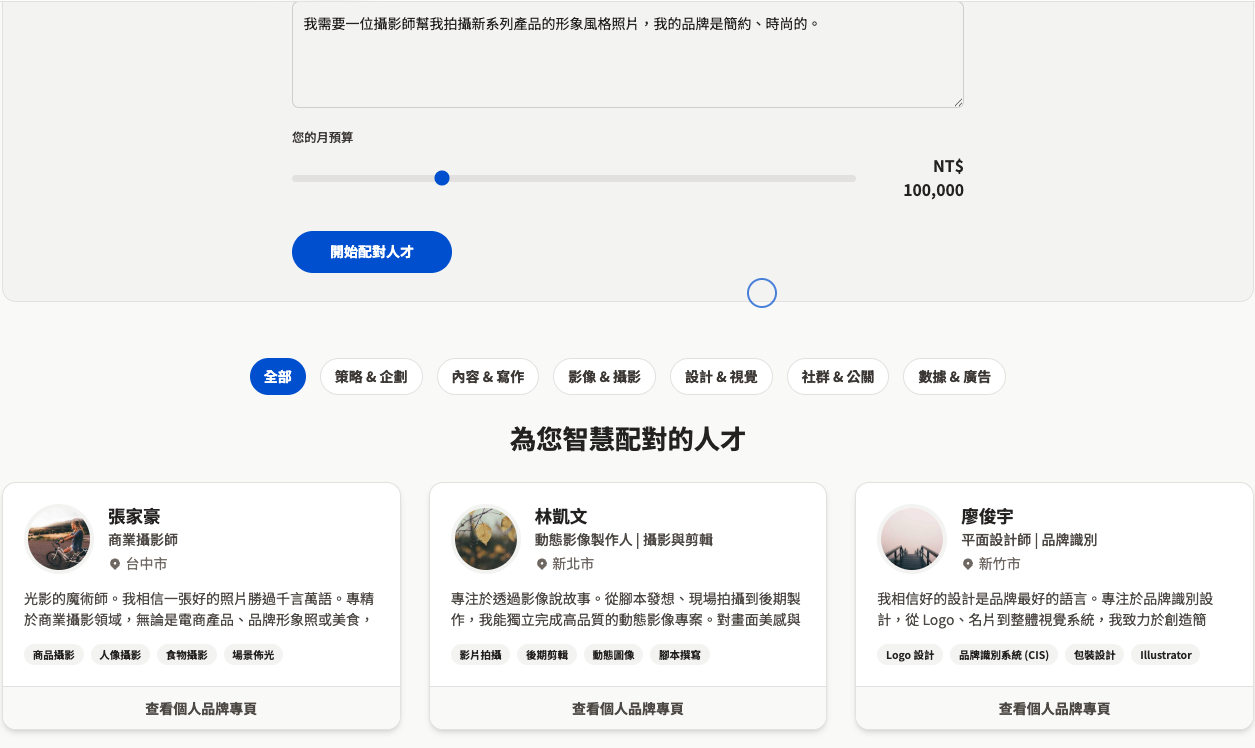 我需要一位攝影師幫我拍攝新系列產品的形象風格照片，我的品牌是簡約、時尚的。
您的月預算
NT$
100,000
開始配對人才
全部
策略 & 企劃
內容 & 寫作
影像 & 攝影
設計 & 視覺
社群 & 公關
數據 & 廣告
為您智慧配對的人才
張家豪
商業攝影師
台中市
光影的魔術師。我相信一張好的照片勝過千言萬語。專精
於商業攝影領域，無論是電商產品、品牌形象照或美食，
商品攝影
人像攝影
食物攝影
場景佈光
查看個人品牌專頁
林凱文
動態影像製作人 | 攝影與剪輯
新北市
專注於透過影像說故事。從腳本發想、現場拍攝到後期製
作，我能獨立完成高品質的動態影像專案。對畫面美感與
影片拍攝
後期剪輯
動態圖像
腳本撰寫
查看個人品牌專頁
廖俊宇
平面設計師 | 品牌識別
新竹市
我相信好的設計是品牌最好的語言。專注於品牌識別設
計，從 Logo、名片到整體視覺系統，我致力於創造簡
Logo 設計
品牌識別系統 (CIS)
包裝設計
Illustrator
查看個人品牌專頁